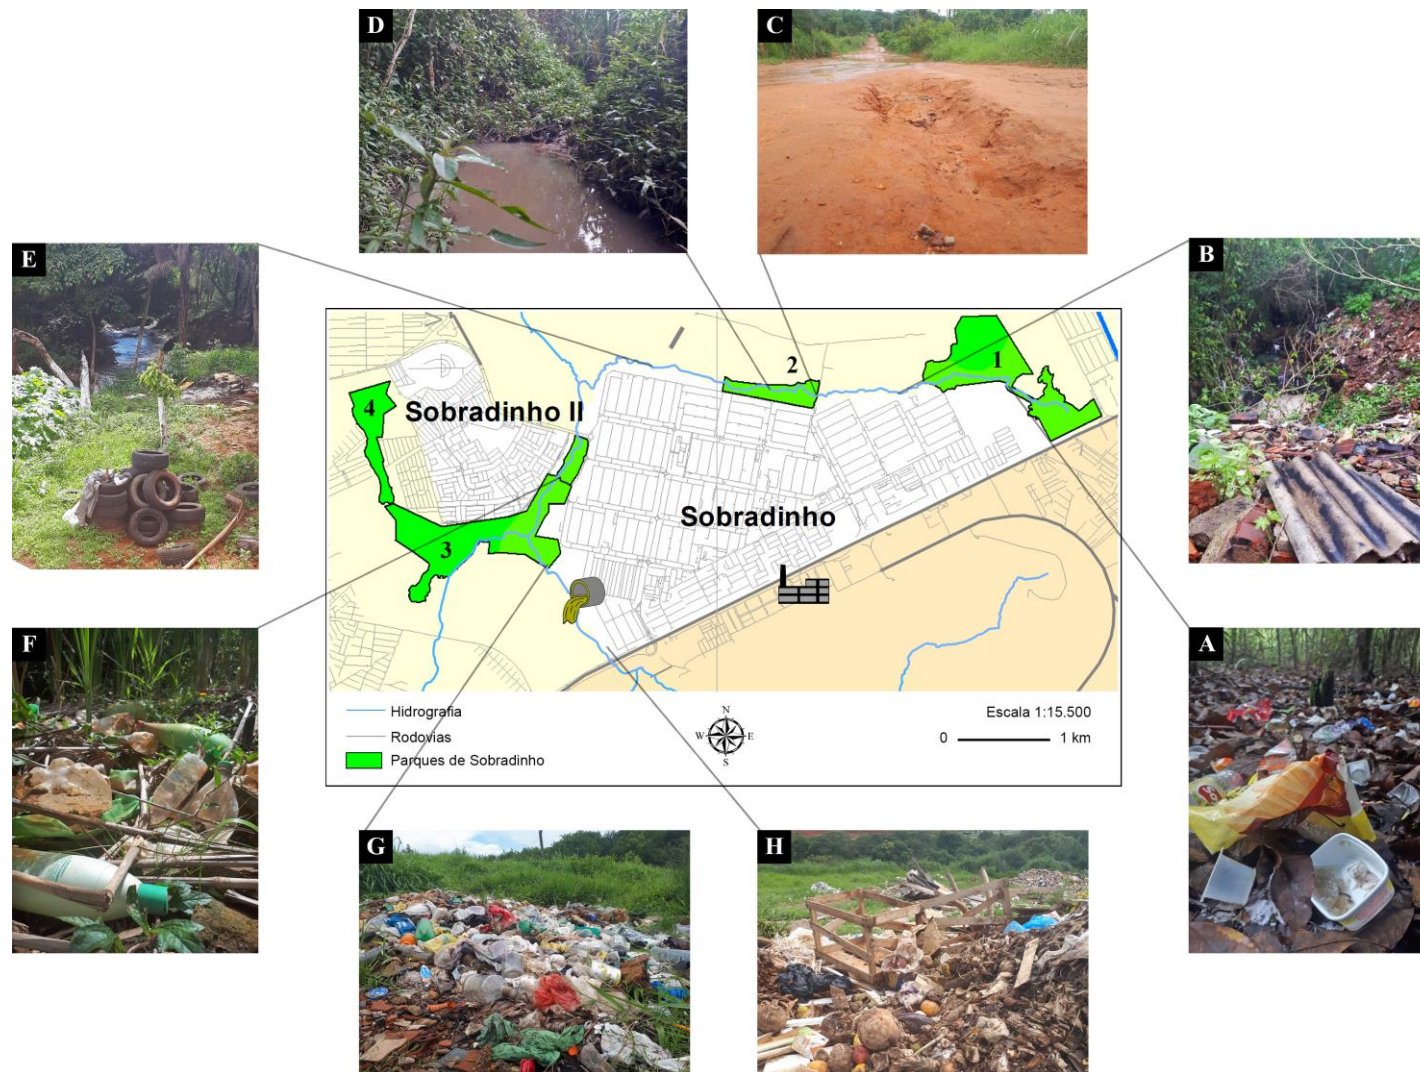 D
C
E
B
1
2
4
Sobradinho II
Sobradinho
3
F
A
Hidrografia
Rodovias
Parques de Sobradinho
N
W
E
S
Escala 1:15.500
0
1 km
G
H